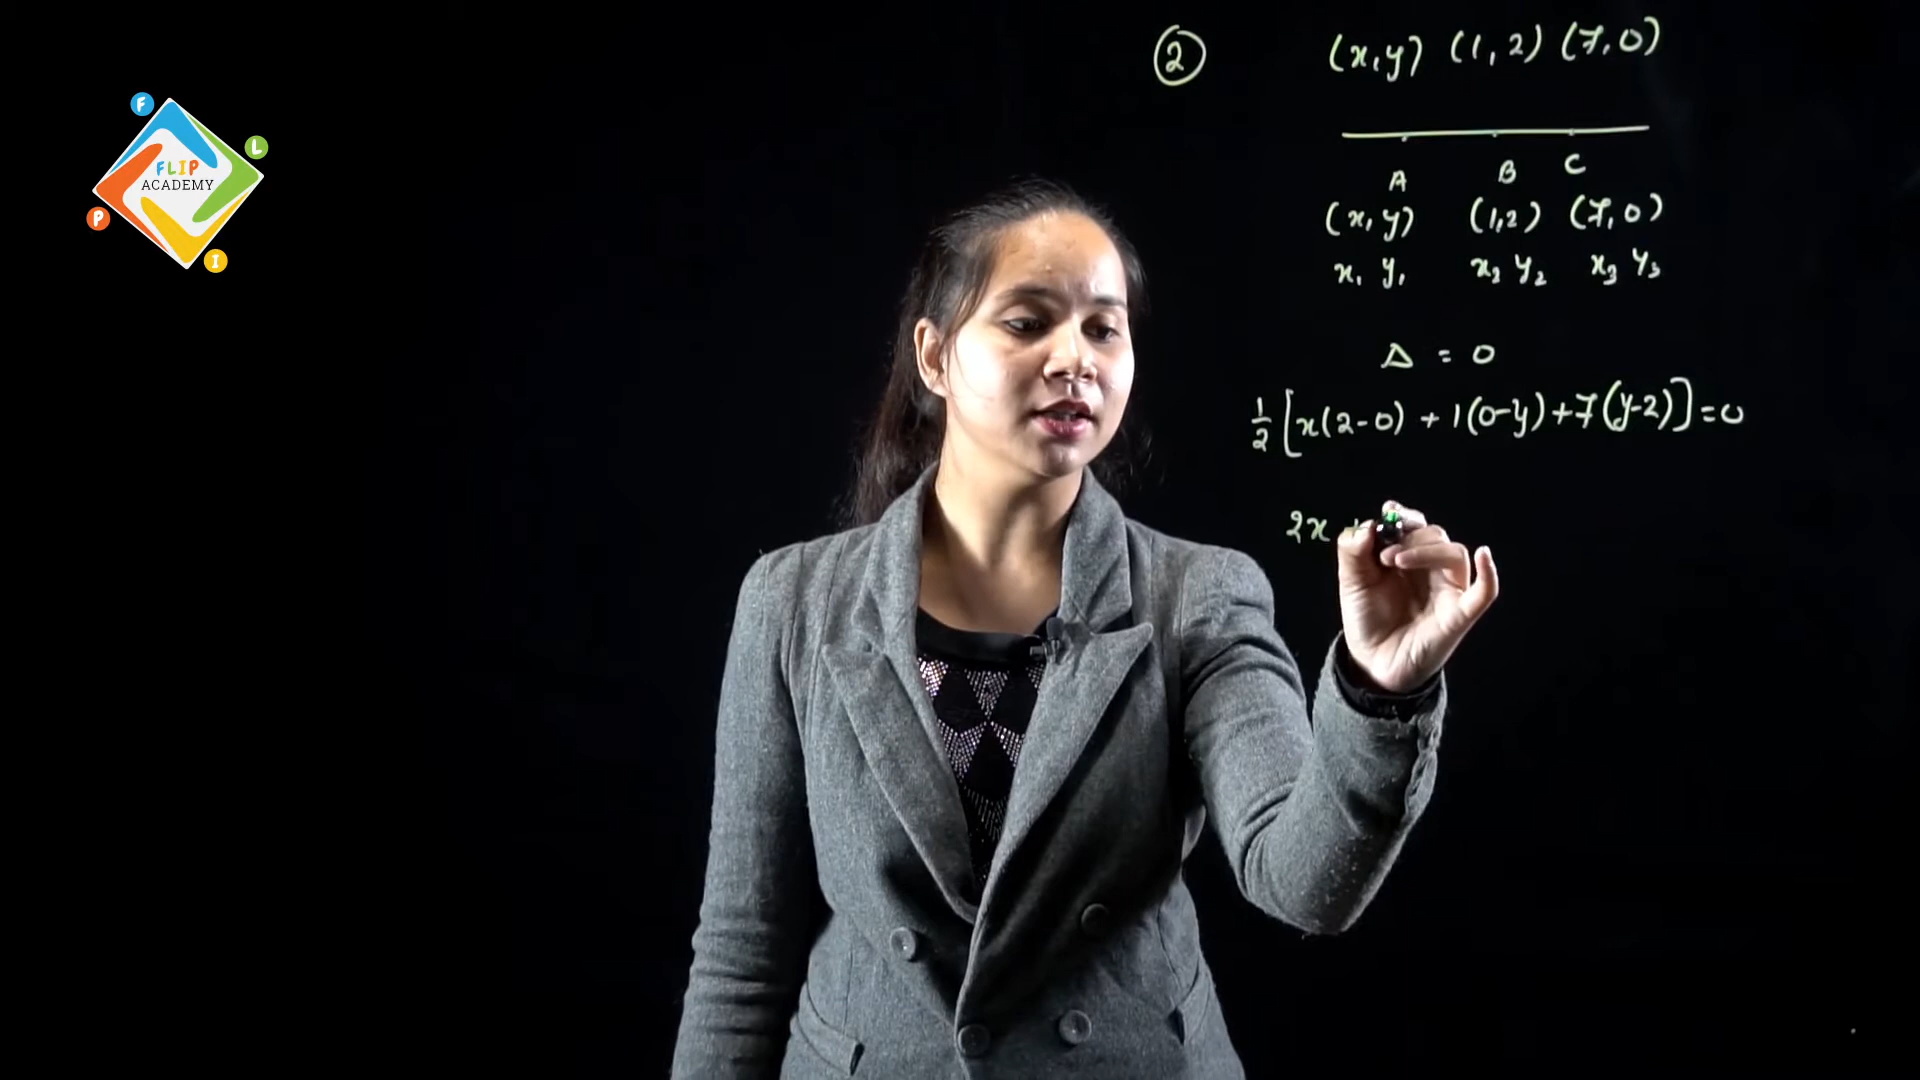 F
L
FLIP
ACADEMY
P
I
② (x,y) (1,2) (7,0)
A B C
(x,y) (1,2) (7,0)
x₁ y₁ x₂ y₂ x₃ y₃
Δ = 0
1/2 [x(2-0) + 1(0-y) + 7(y-2)] = 0
2x +